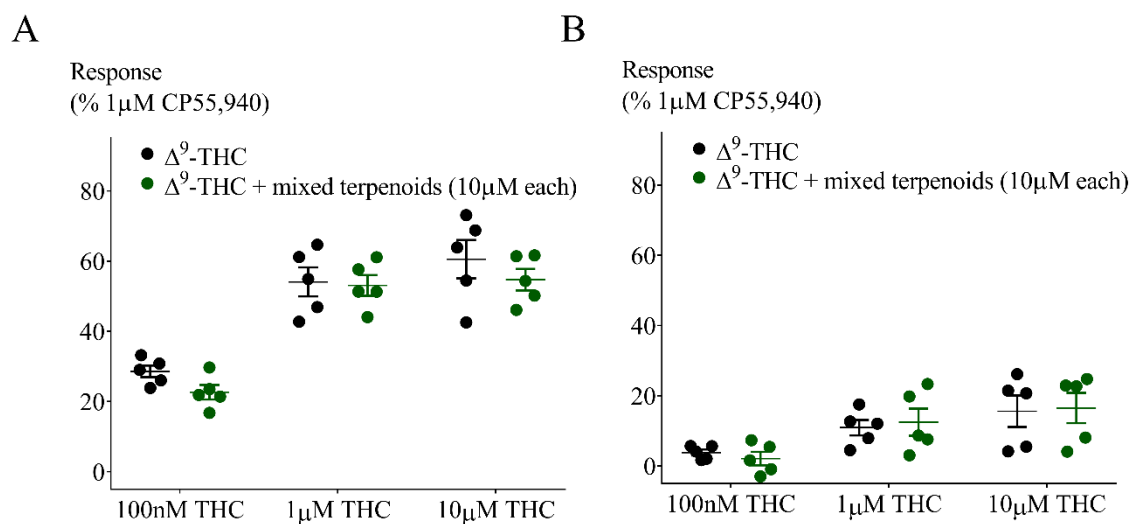 A
Response
(% 1μM CP55,940)
Δ⁹-THC
Δ⁹-THC + mixed terpenoids (10μM each)
80
60
40
20
0
100nM THC 1μM THC 10μM THC
B
Response
(% 1μM CP55,940)
Δ⁹-THC
Δ⁹-THC + mixed terpenoids (10μM each)
80
60
40
20
0
100nM THC 1μM THC 10μM THC